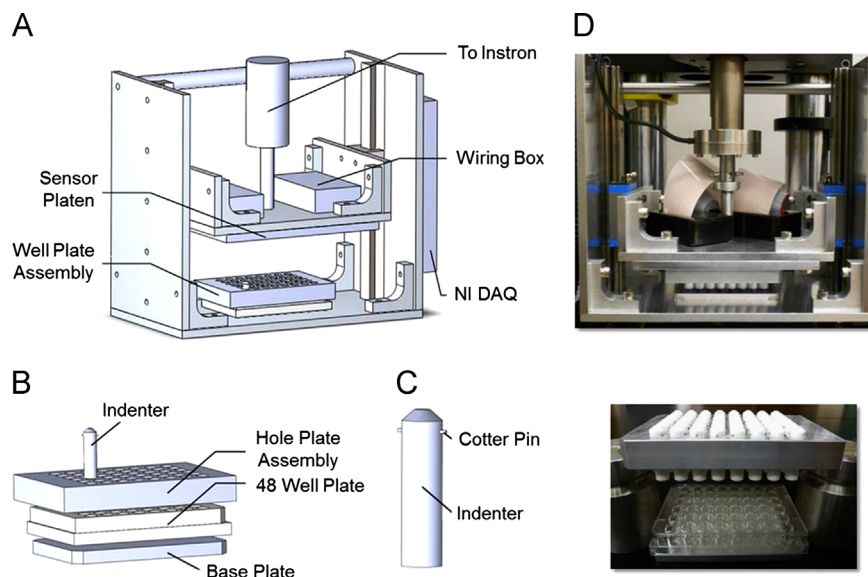 A
To Instron
Wiring Box
Sensor
Platen
Well Plate
Assembly
NI DAQ
D
B
Indenter
Hole Plate
Assembly
48 Well Plate
Base Plate
C
Cotter Pin
Indenter